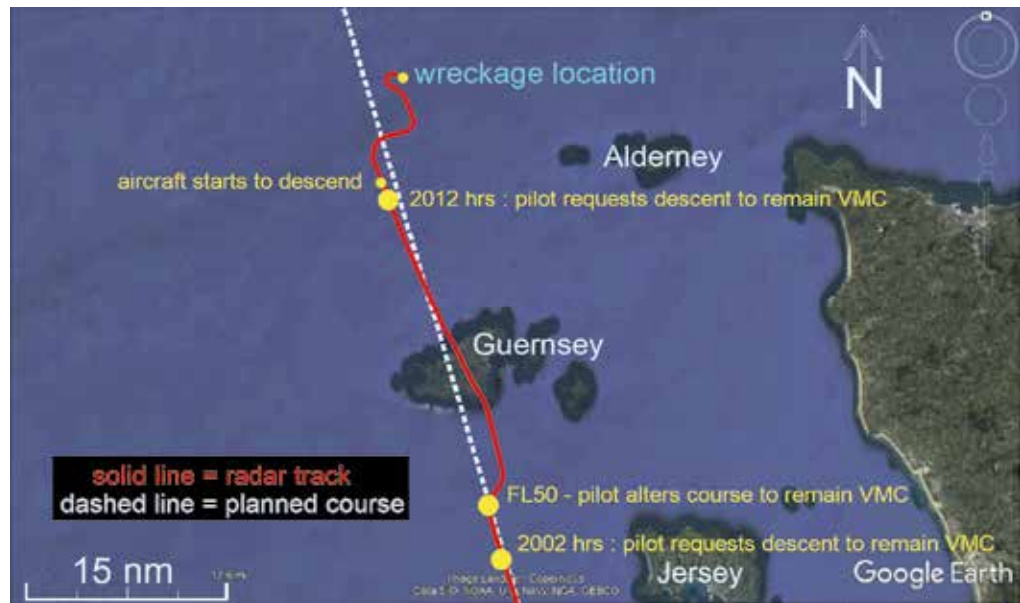 wreckage location
N
Alderney
aircraft starts to descend
2012 hrs : pilot requests descent to remain VMC
Guernsey
solid line = radar track
dashed line = planned course
FL50 - pilot alters course to remain VMC
2002 hrs : pilot requests descent to remain VMC
15 nm
Jersey
Google Earth